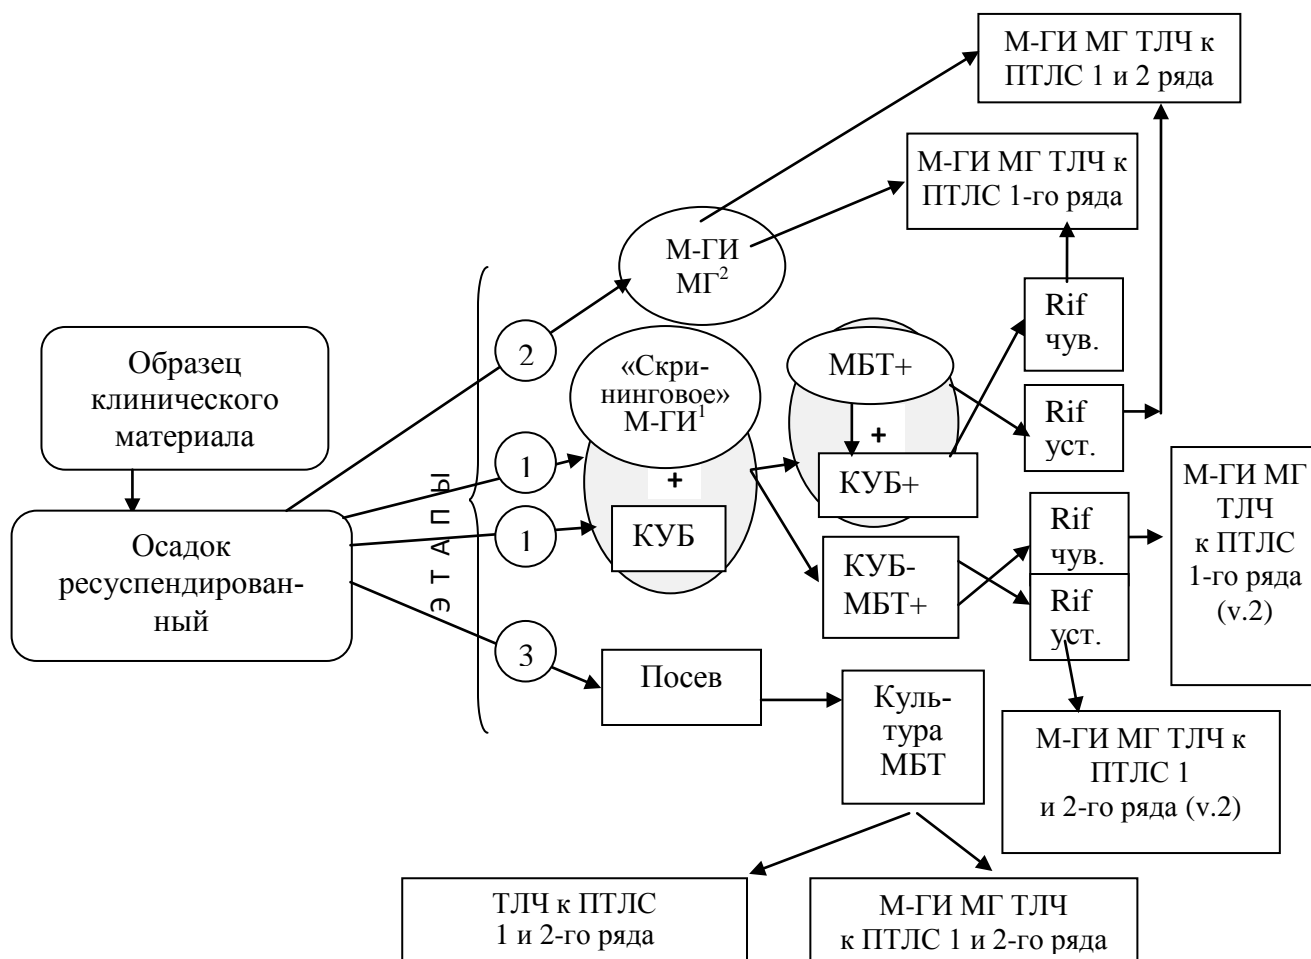 М-ГИ МГ ТЛЧ к
ПТЛС 1 и 2 ряда
М-ГИ МГ ТЛЧ к
ПТЛС 1-го ряда
М-ГИ
МГ²
Образец
клинического
материала
Осадок
ресуспендирован-
ный
ЭТАПЫ
2
1
1
3
«Скри-
нинговое»
М-ГИ¹
+
КУБ
МБТ+
+
КУБ+
Rif
чув.
Rif
уст.
КУБ-
МБТ+
Rif
чув.
Rif
уст.
М-ГИ МГ
ТЛЧ
к ПТЛС
1-го ряда
(v.2)
Посев
Куль-
тура
МБТ
М-ГИ МГ ТЛЧ к
ПТЛС 1
и 2-го ряда (v.2)
ТЛЧ к ПТЛС
1 и 2-го ряда
М-ГИ МГ ТЛЧ
к ПТЛС 1 и 2-го ряда